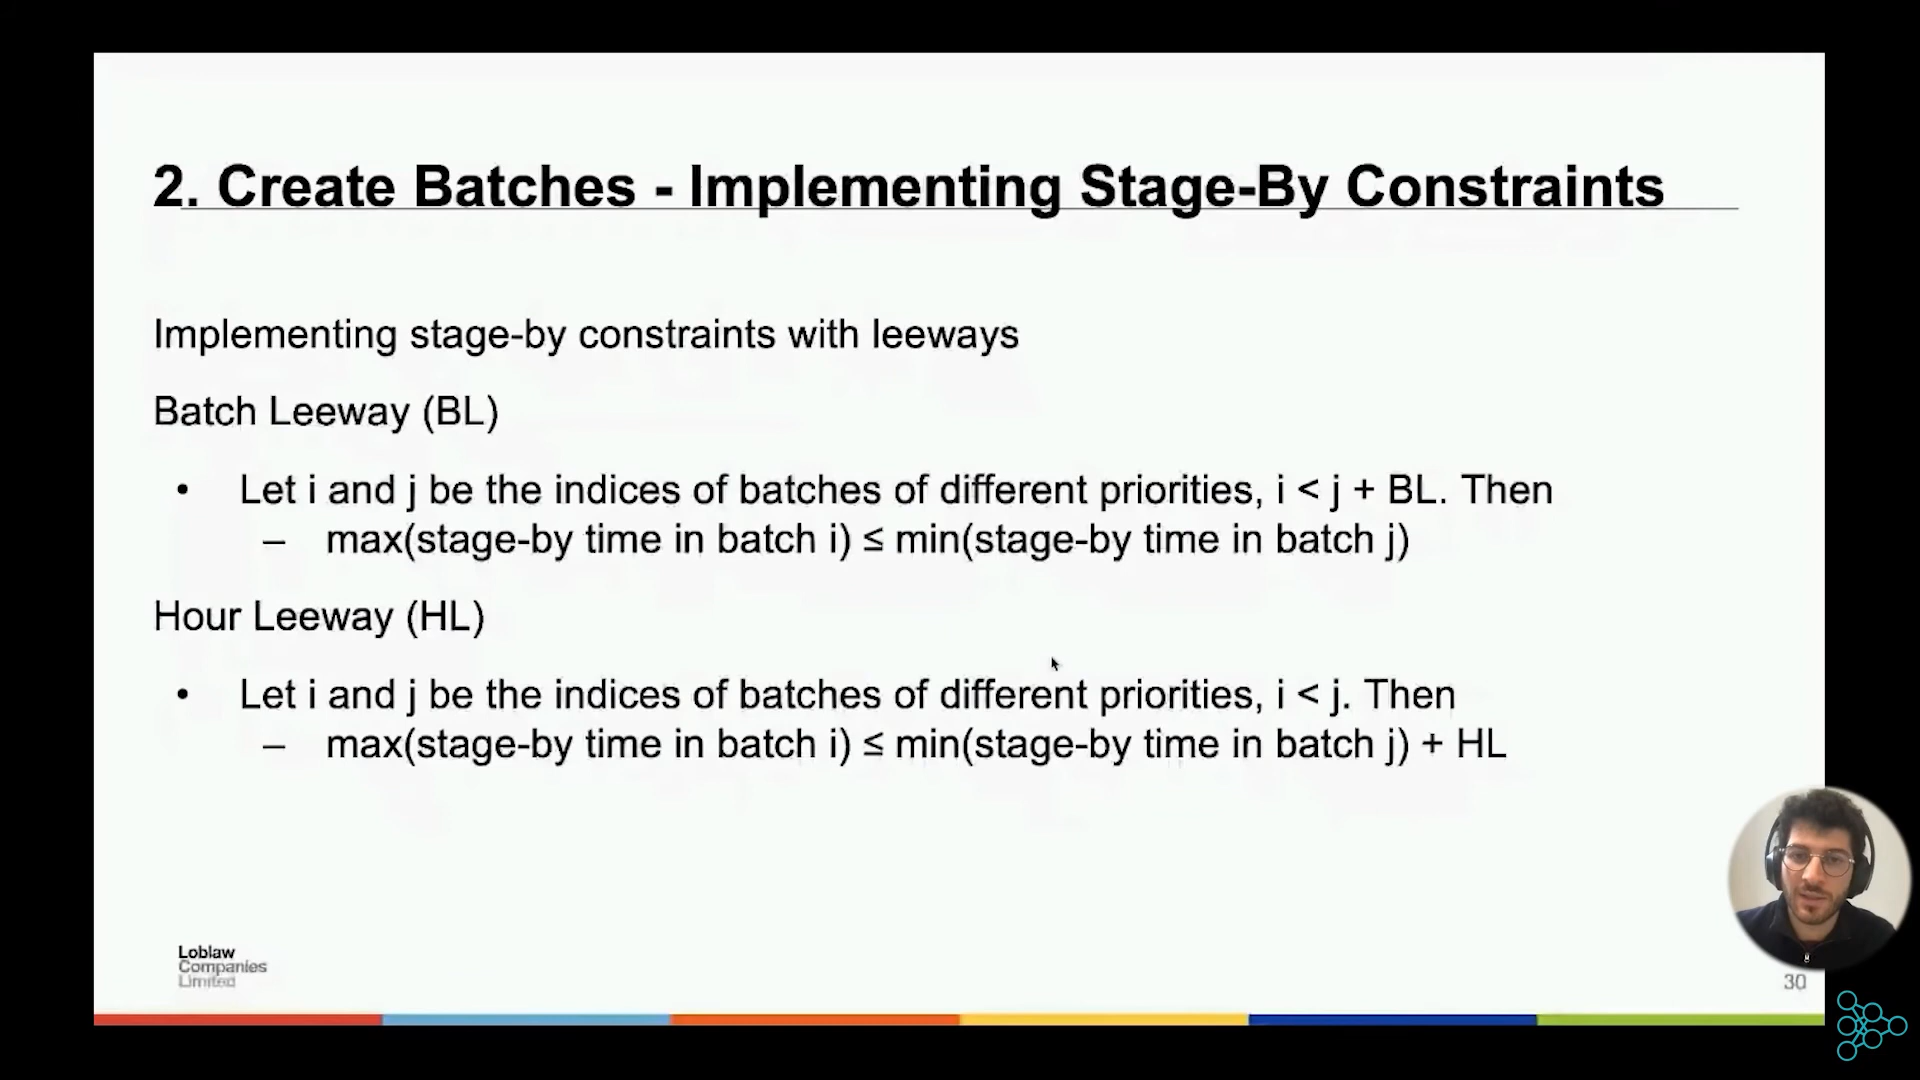 2. Create Batches - Implementing Stage-By Constraints
Implementing stage-by constraints with leeways
Batch Leeway (BL)
• Let i and j be the indices of batches of different priorities, i < j + BL. Then
– max(stage-by time in batch i) ≤ min(stage-by time in batch j)
Hour Leeway (HL)
• Let i and j be the indices of batches of different priorities, i < j. Then
– max(stage-by time in batch i) ≤ min(stage-by time in batch j) + HL
Loblaw
Companies
Limited
30